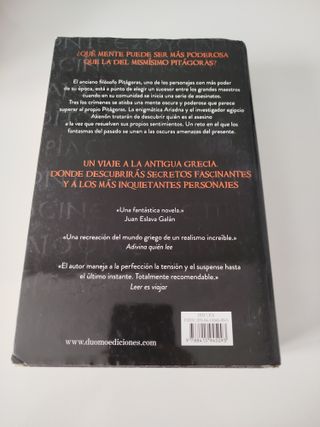 ¿QUÉ MENTE PUEDE SER MÁS PODEROSA
QUE LA DEL MISMÍSIMO PITÁGORAS?
El anciano filósofo Pitágoras, uno de los personajes con más poder
de su época, está a punto de elegir un sucesor entre los grandes maestros
cuando en su comunidad se inicia una serie de asesinatos.
Tras los crímenes se atisba una mente oscura y poderosa que parece
superar al propio Pitágoras. La enigmática Ariadna y el investigador egipcio
Akenón tratarán de descubrir quién es el asesino
a la vez que resuelven sus propios sentimientos. Un reto en el que los
fantasmas del pasado se unen a las oscuras amenazas del presente.
UN VIAJE A LA ANTIGUA GRECIA
DONDE DESCUBRIRÁS SECRETOS FASCINANTES
Y A LOS MÁS INQUIETANTES PERSONAJES
«Una fantástica novela.»
Juan Eslava Galán
«Una recreación del mundo griego de un realismo increíble.»
Adivina quién lee
«El autor maneja a la perfección la tensión y el suspense hasta
el último instante. Totalmente recomendable.»
Leer es viajar
www.duomoediciones.com